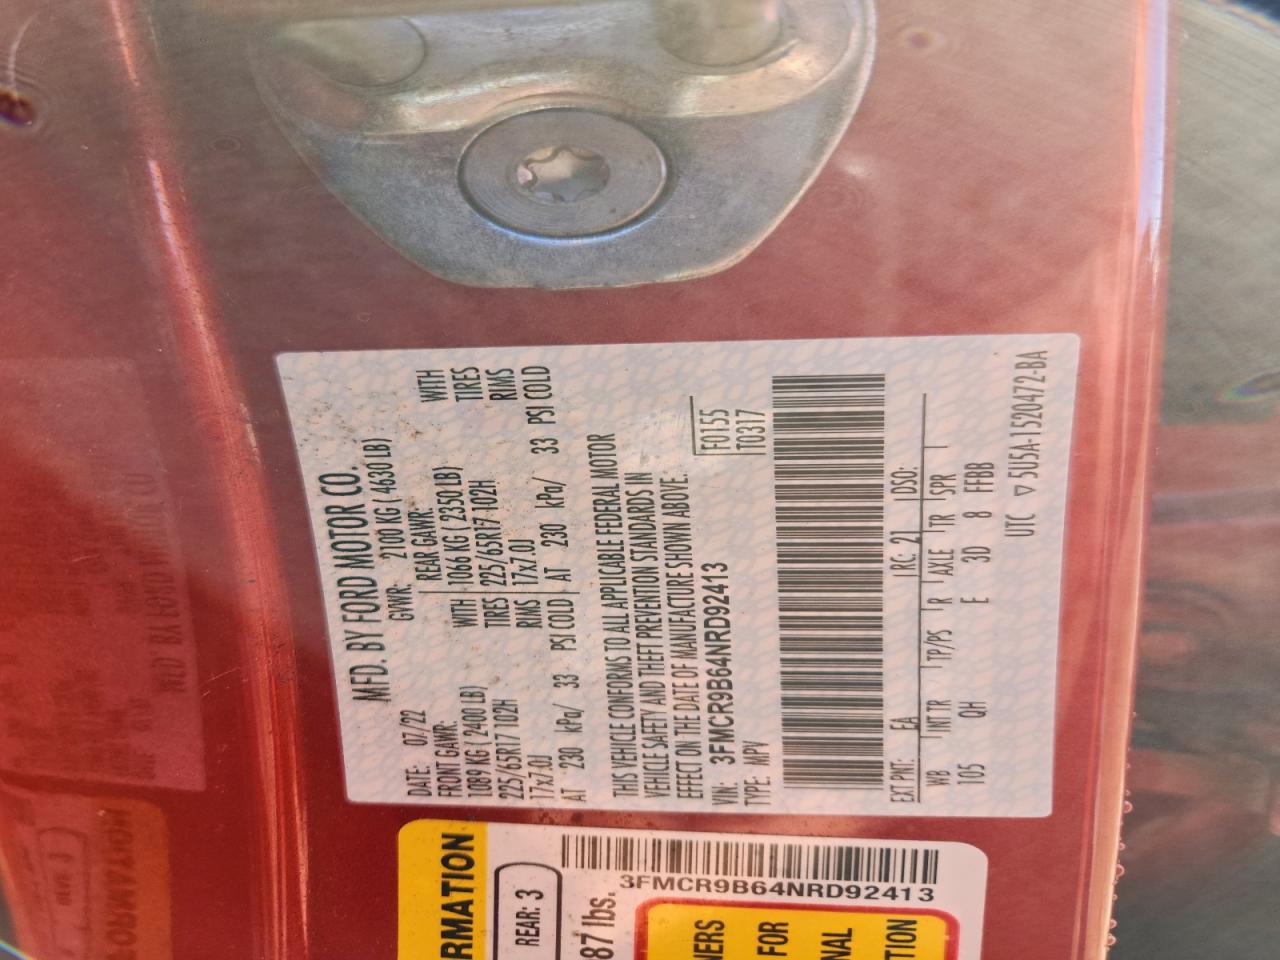 MFD. BY FORD MOTOR CO.
DATE: 07/22 GVWR: 2100 KG ( 4630 LB)
FRONT GAWR: REAR GAWR:
1089 KG ( 2400 LB) WITH 1066 KG ( 2350 LB) WITH
225/65R17 102H TIRES 225/65R17 102H TIRES
17x7.0J RIMS 17x7.0J RIMS
AT 230 kPa/ 33 PSI COLD AT 230 kPa/ 33 PSI COLD
THIS VEHICLE CONFORMS TO ALL APPLICABLE FEDERAL MOTOR
VEHICLE SAFETY AND THEFT PREVENTION STANDARDS IN
EFFECT ON THE DATE OF MANUFACTURE SHOWN ABOVE.
VIN: 3FMCR9B64NRD92413 F0155
TYPE: MPV T0317
EXT PNT: EA RC: 21 DSO:
WB INT TR TP/PS R AXLE TR SPR
105 QH E 3D 8 FFBB
UTC ▽ 5U5A-1520472-BA
RMATION
REAR: 3
3FMCR9B64NRD92413
87 lbs.
NERS
FOR
NAL
TION